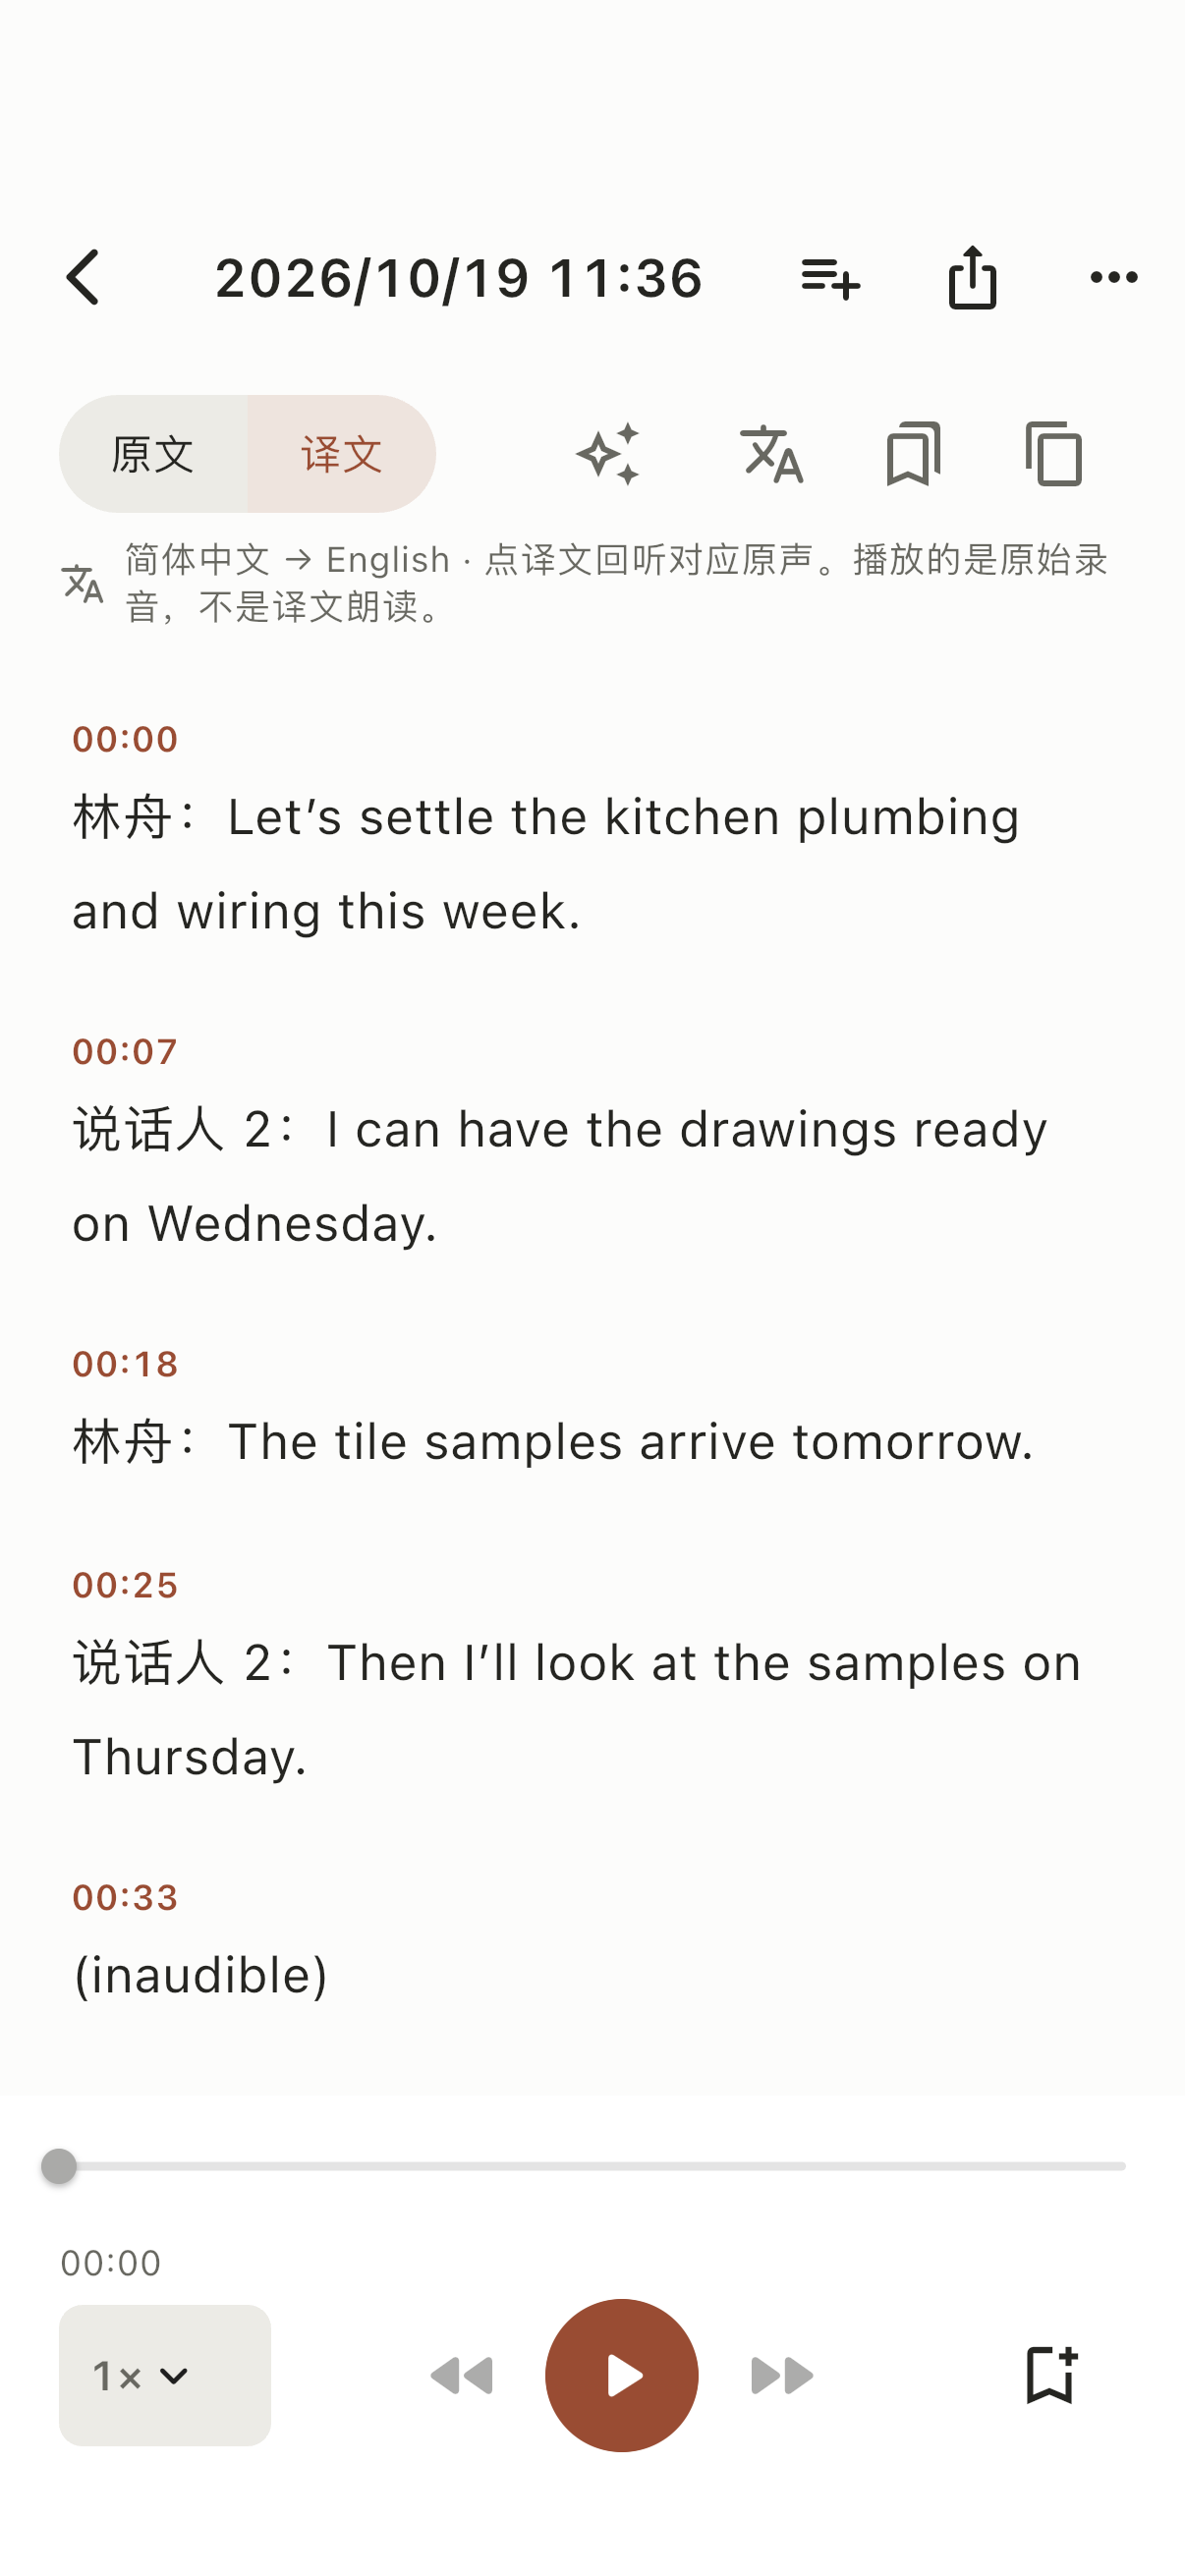 2026/10/19 11:36
原文 译文
简体中文 → English · 点译文回听对应原声。播放的是原始录
音，不是译文朗读。
00:00
林舟：Let’s settle the kitchen plumbing
and wiring this week.
00:07
说话人 2：I can have the drawings ready
on Wednesday.
00:18
林舟：The tile samples arrive tomorrow.
00:25
说话人 2：Then I’ll look at the samples on
Thursday.
00:33
(inaudible)
00:00
1×